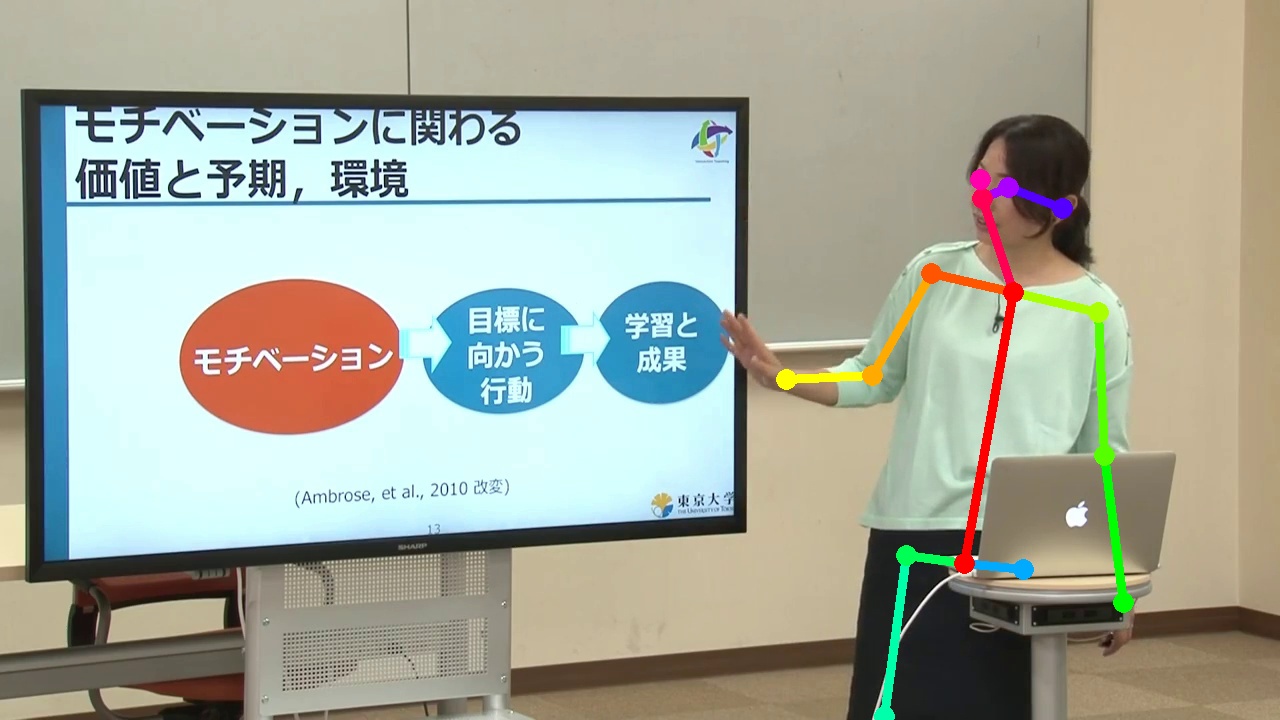 モチベーションに関わる
価値と予期，環境
モチベーション
目標に
向かう
行動
学習と
成果
(Ambrose, et al., 2010 改変)
東京大学
13
SHARP